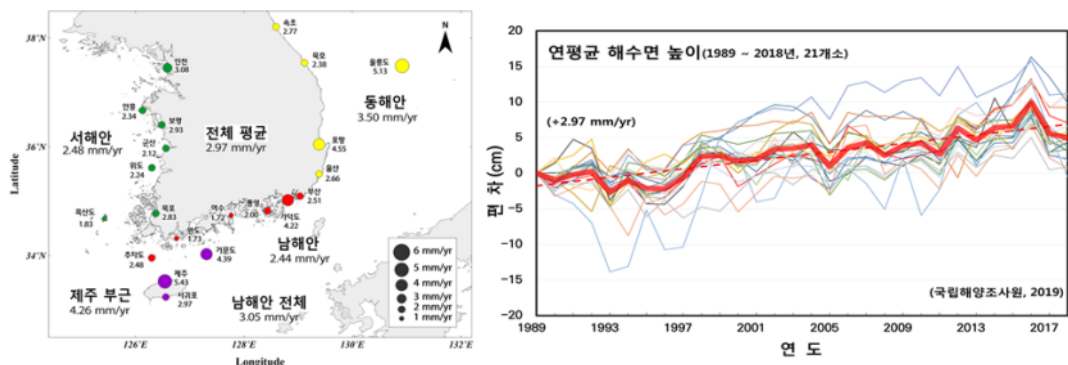 38°N
36°N
34°N
Latitude
126°E
128°E
130°E
132°E
Longitude
N
속초
2.77
묵호
2.38
울릉도
5.13
동해안
3.50 mm/yr
포항
4.55
울산
2.66
부산
2.51
가덕도
4.22
통영
2.00
여수
1.72
남해안
2.44 mm/yr
인천
3.08
안흥
2.34
보령
2.93
군산
2.12
위도
2.24
목포
2.83
흑산도
1.83
서해안
2.48 mm/yr
전체 평균
2.97 mm/yr
완도
1.73
추자도
2.48
거문도
4.39
제주
5.43
서귀포
2.97
제주 부근
4.26 mm/yr
남해안 전체
3.05 mm/yr
6 mm/yr
5 mm/yr
4 mm/yr
3 mm/yr
2 mm/yr
1 mm/yr
연평균 해수면 높이(1989 ~ 2018년, 21개소)
(+2.97 mm/yr)
(국립해양조사원, 2019)
편 차(cm)
20
15
10
5
0
−5
−10
−15
−20
1989
1993
1997
2001
2005
2009
2013
2017
연 도